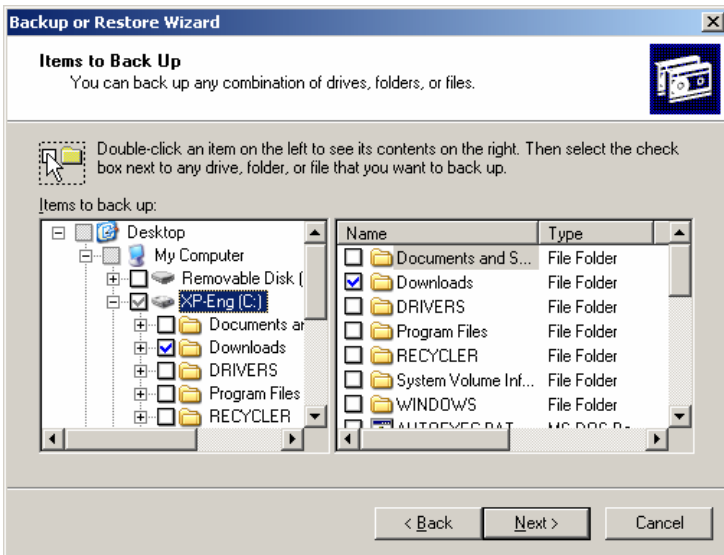 Backup or Restore Wizard
Items to Back Up
You can back up any combination of drives, folders, or files.
Double-click an item on the left to see its contents on the right. Then select the check
box next to any drive, folder, or file that you want to back up.
Items to back up:
Desktop
My Computer
Removable Disk (
XP-Eng (C:)
Documents ar
Downloads
DRIVERS
Program Files
RECYCLER
Name Type
Documents and S... File Folder
Downloads File Folder
DRIVERS File Folder
Program Files File Folder
RECYCLER File Folder
System Volume Inf... File Folder
WINDOWS File Folder
< Back Next > Cancel